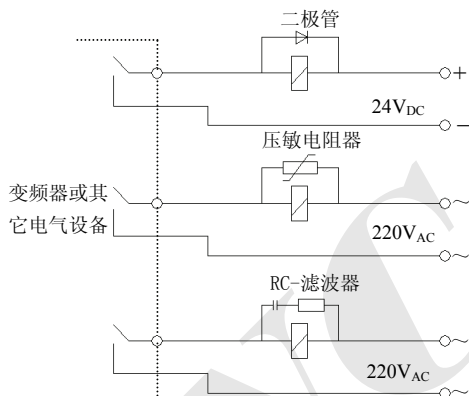 二极管
+
24VDC
−
压敏电阻器
变频器或其
它电气设备
~
220VAC
~
RC-滤波器
~
220VAC
~